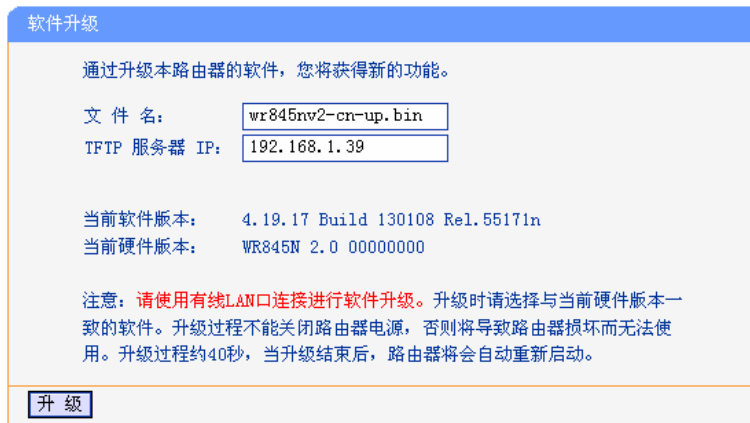 软件升级
通过升级本路由器的软件，您将获得新的功能。
文 件 名： wr845nv2-cn-up.bin
TFTP 服务器 IP： 192.168.1.39
当前软件版本： 4.19.17 Build 130108 Rel.55171n
当前硬件版本： WR845N 2.0 00000000
注意：请使用有线LAN口连接进行软件升级。升级时请选择与当前硬件版本一
致的软件。升级过程不能关闭路由器电源，否则将导致路由器损坏而无法使
用。升级过程约40秒，当升级结束后，路由器将会自动重新启动。
升 级